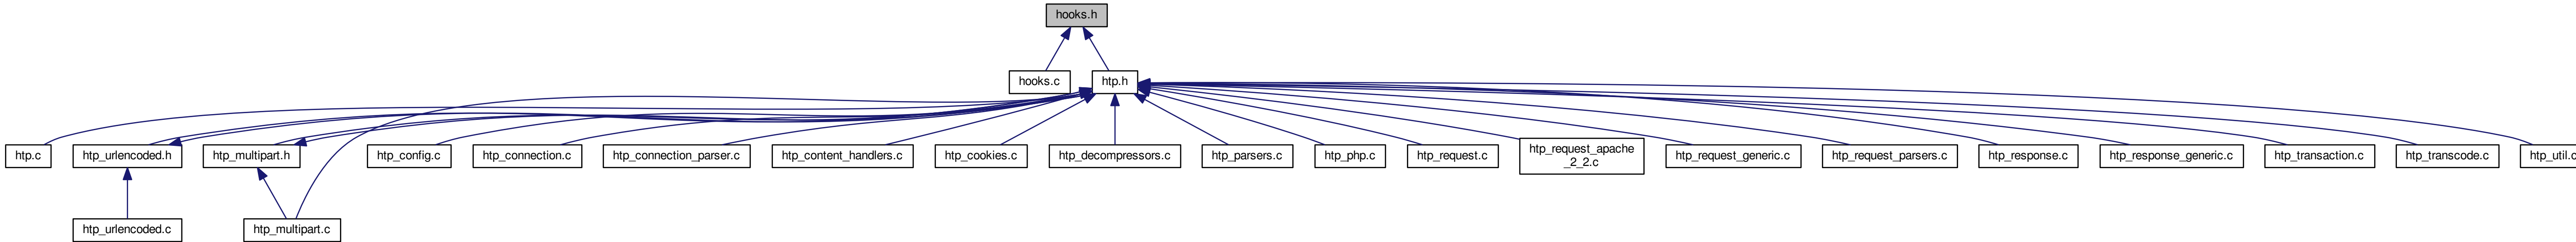 hooks.h
hooks.c
htp.h
htp.c
htp_urlencoded.h
htp_multipart.h
htp_config.c
htp_connection.c
htp_connection_parser.c
htp_content_handlers.c
htp_cookies.c
htp_decompressors.c
htp_parsers.c
htp_php.c
htp_request.c
htp_request_apache
_2_2.c
htp_request_generic.c
htp_request_parsers.c
htp_response.c
htp_response_generic.c
htp_transaction.c
htp_transcode.c
htp_util.c
htp_urlencoded.c
htp_multipart.c